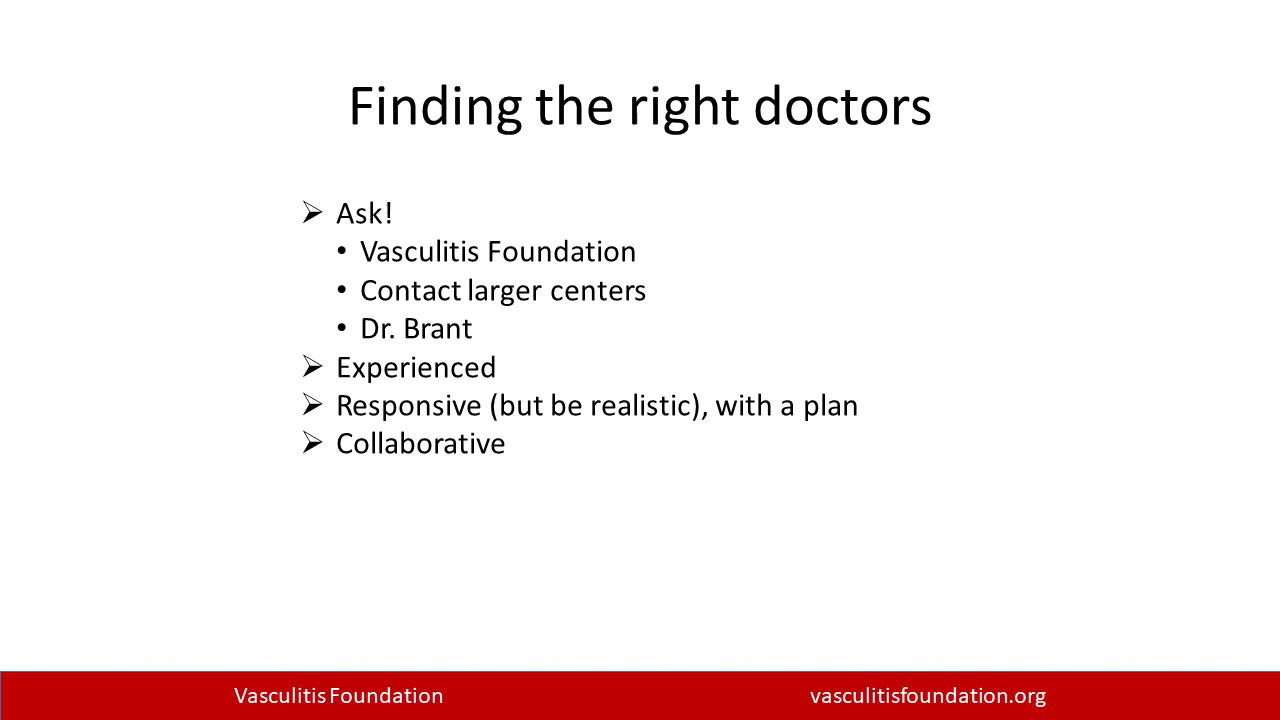 Finding the right doctors
➢ Ask!
• Vasculitis Foundation
• Contact larger centers
• Dr. Brant
➢ Experienced
➢ Responsive (but be realistic), with a plan
➢ Collaborative
Vasculitis Foundation
vasculitisfoundation.org